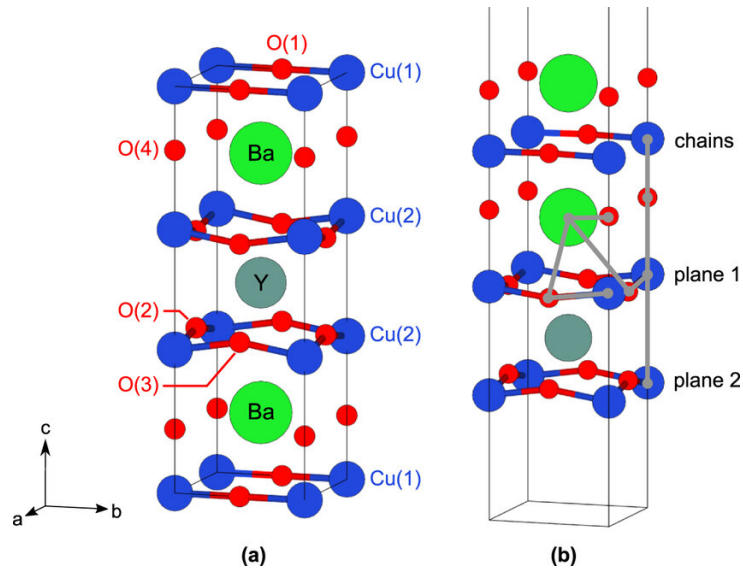 O(1)
Cu(1)
O(4)
Ba
Cu(2)
Y
O(2)
Cu(2)
O(3)
Ba
Cu(1)
c
a
b
(a)
chains
plane 1
plane 2
(b)